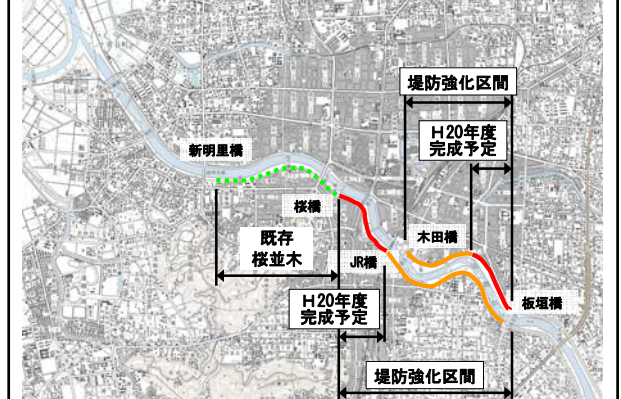 堤防強化区間
H20年度
完成予定
新明里橋
桜橋
木田橋
既存
桜並木
JR橋
H20年度
完成予定
板垣橋
堤防強化区間